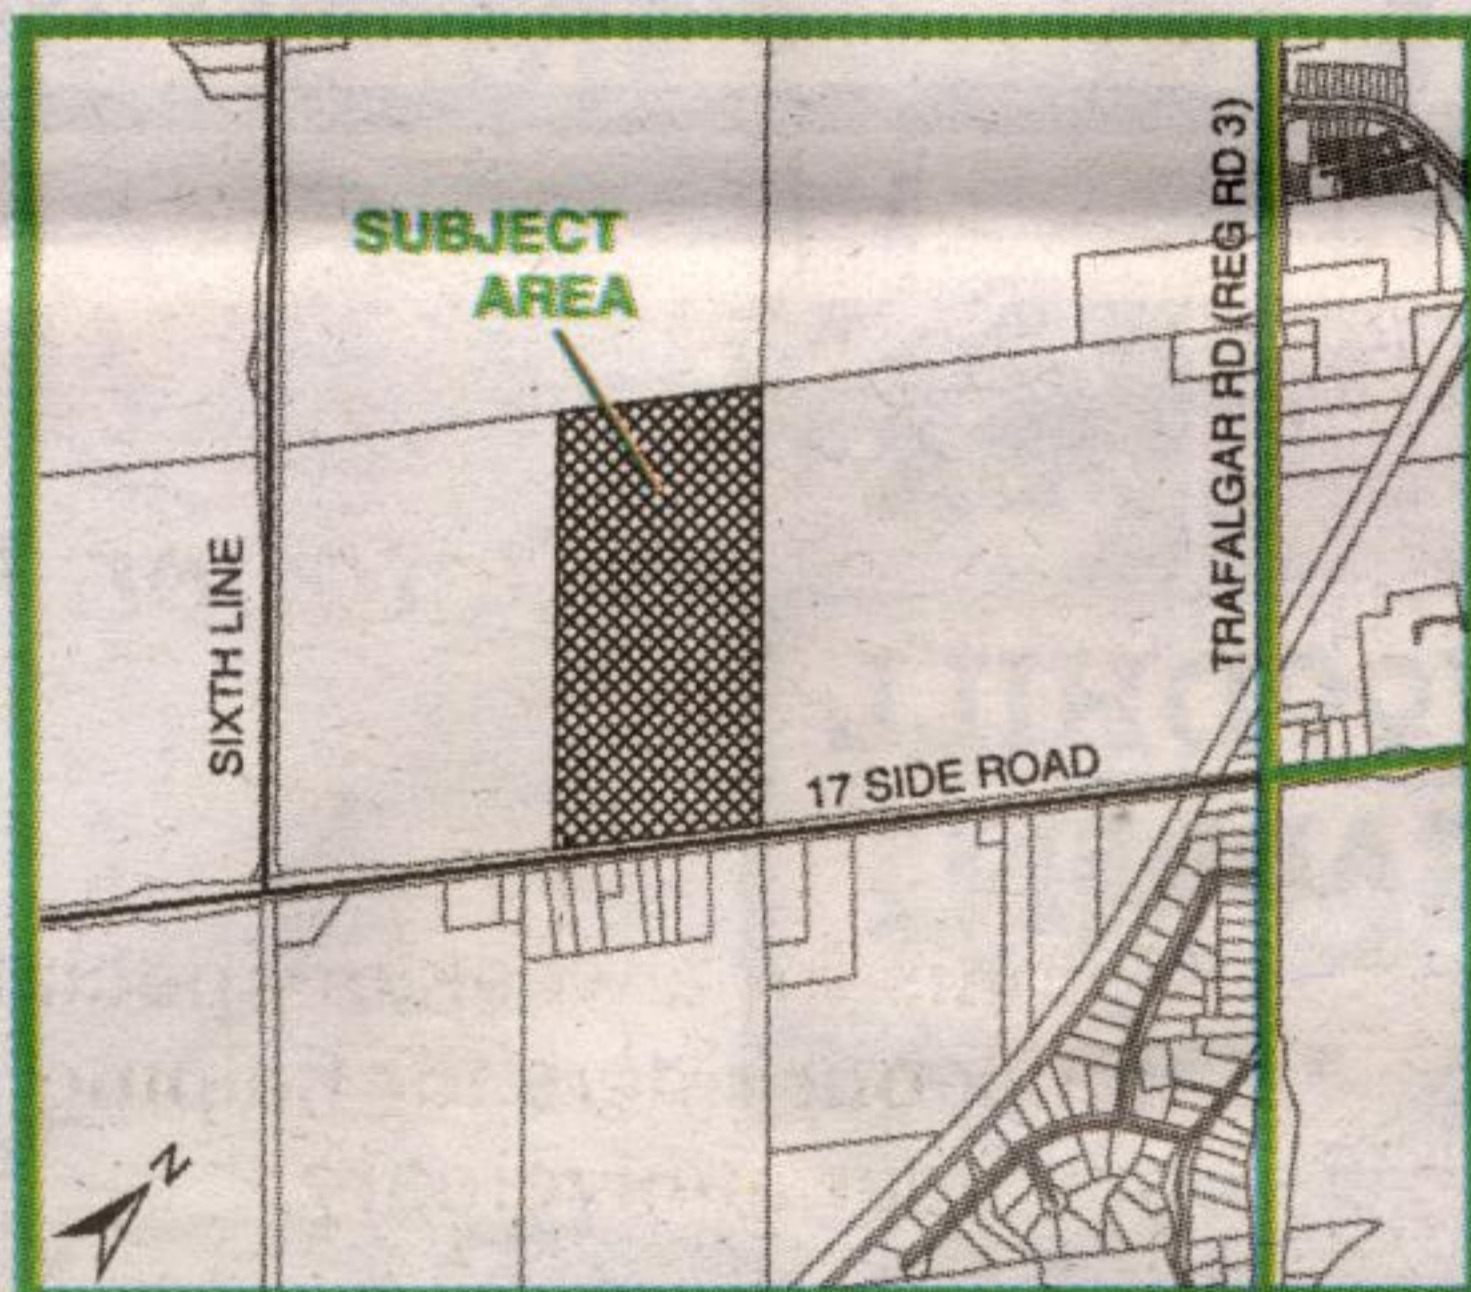 SUBJECT
AREA
TRAFALGAR RD (REG RD 3)
SIXTH LINE
17 SIDE ROAD
N